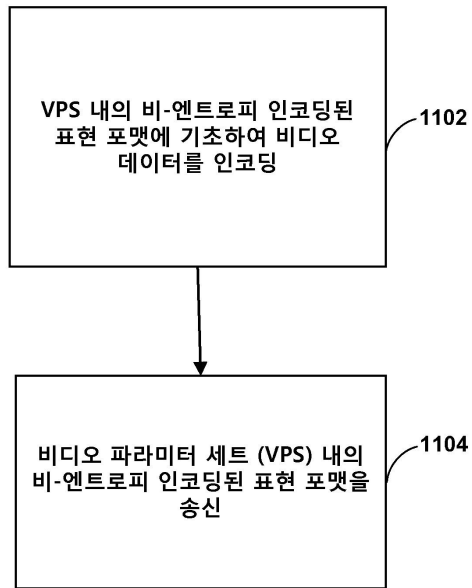 VPS 내의 비-엔트로피 인코딩된
표현 포맷에 기초하여 비디오
데이터를 인코딩
1102
비디오 파라미터 세트 (VPS) 내의
비-엔트로피 인코딩된 표현 포맷을
송신
1104